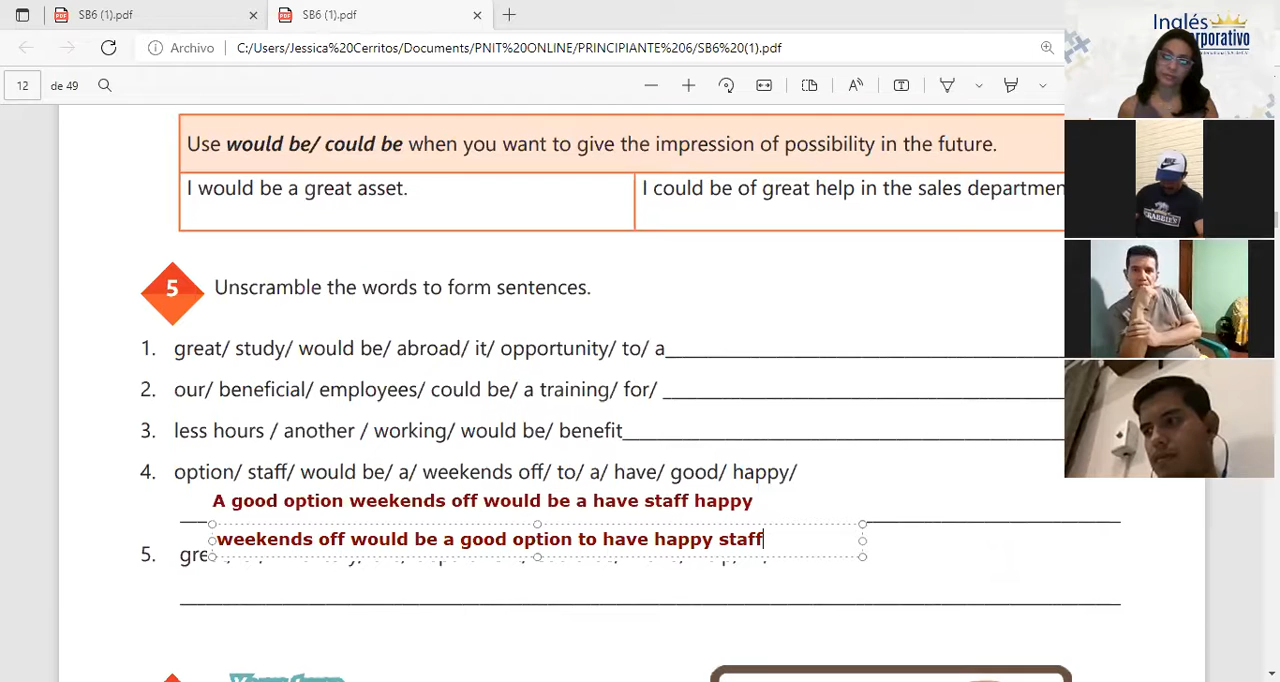 SB6 (1).pdf
SB6 (1).pdf
Archivo
C:/Users/Jessica%20Cerritos/Documents/PNIT%20ONLINE/PRINCIPIANTE%206/SB6%20(1).pdf
12 de 49
Inglés
rporativo
Use would be/ could be when you want to give the impression of possibility in the future.
I would be a great asset.
I could be of great help in the sales departmen
5 Unscramble the words to form sentences.
1. great/ study/ would be/ abroad/ it/ opportunity/ to/ a
2. our/ beneficial/ employees/ could be/ a training/ for/
3. less hours / another / working/ would be/ benefit
4. option/ staff/ would be/ a/ weekends off/ to/ a/ have/ good/ happy/
A good option weekends off would be a have staff happy
weekends off would be a good option to have happy staff
5. gre